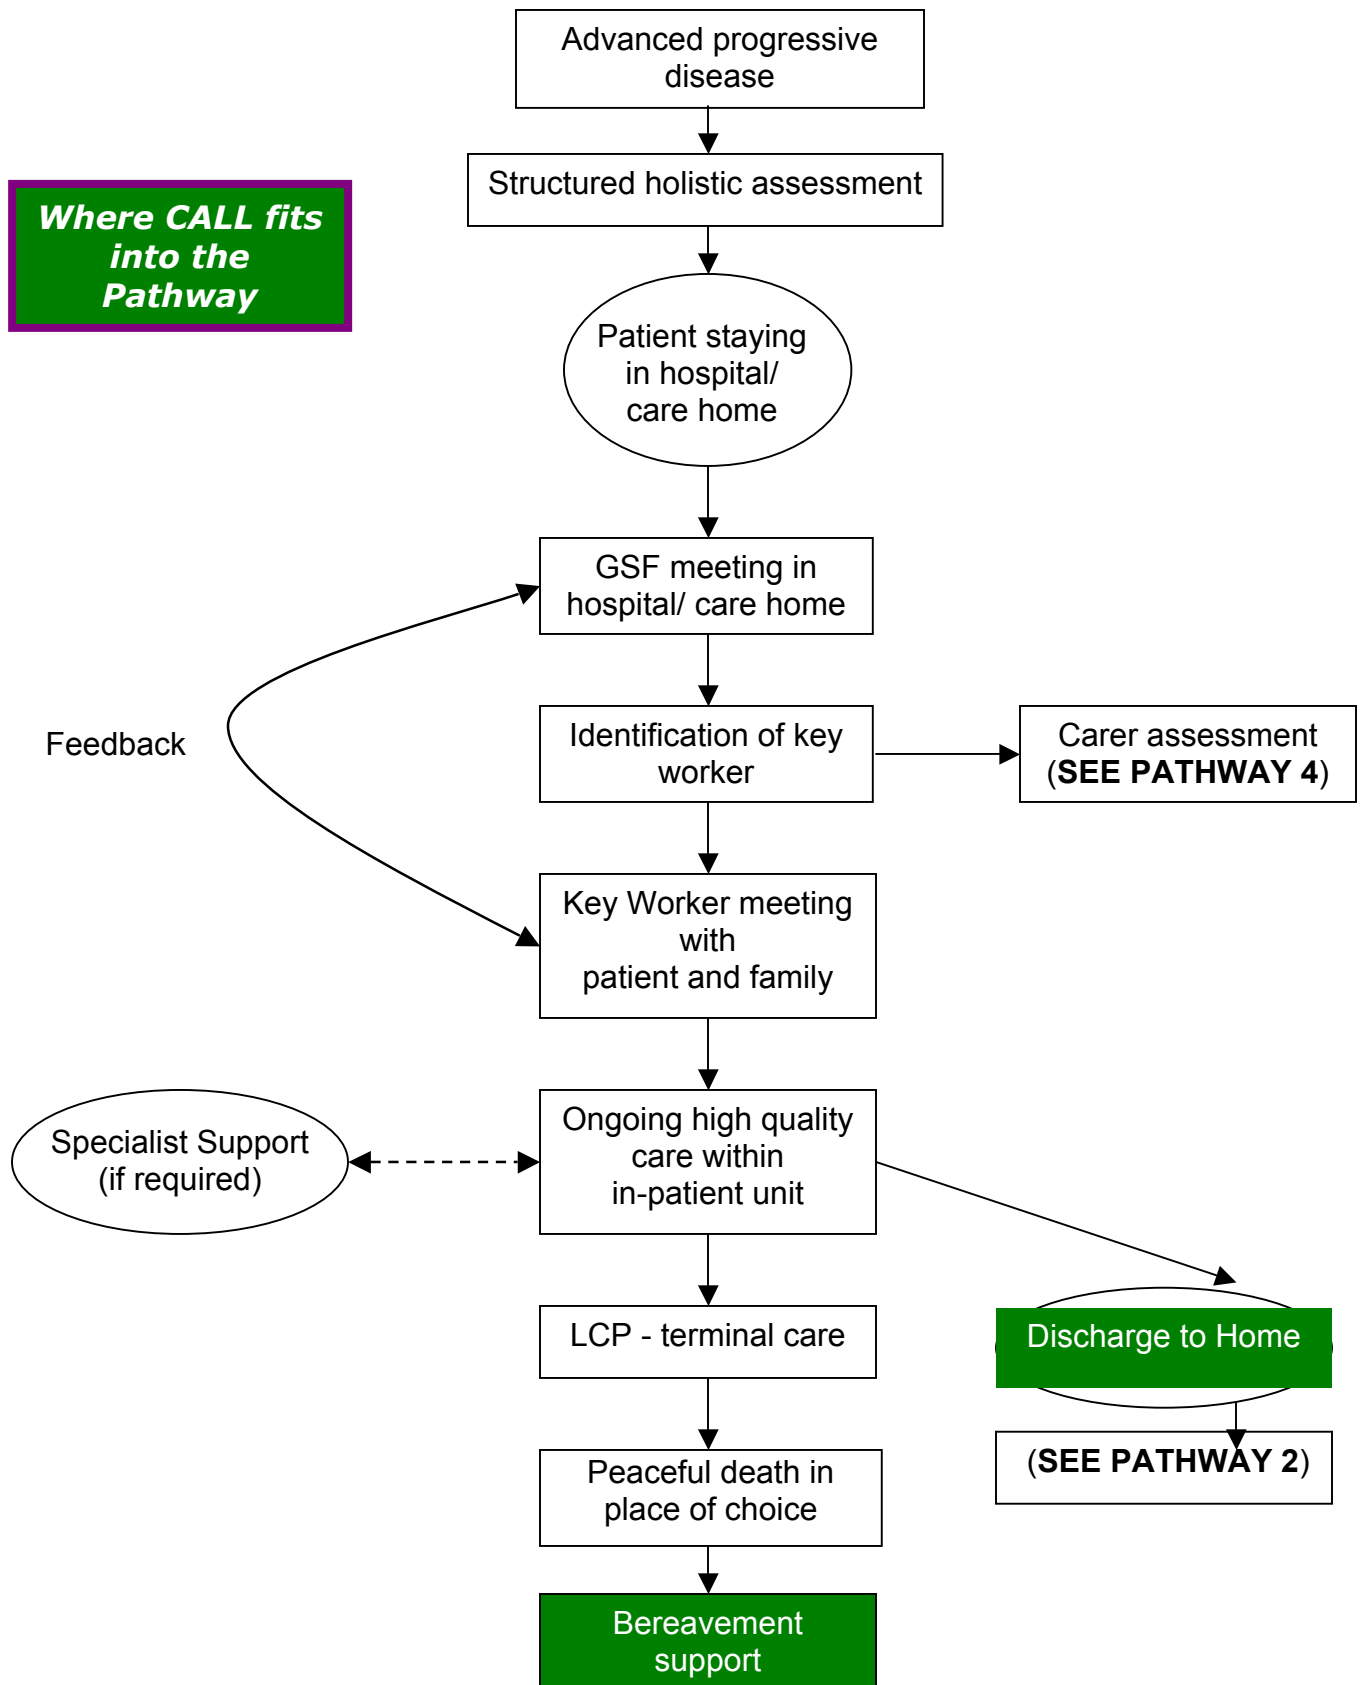 Advanced progressive
disease
Structured holistic assessment
Where CALL fits
into the
Pathway
Patient staying
in hospital/
care home
GSF meeting in
hospital/ care home
Feedback
Identification of key
worker
Carer assessment
(SEE PATHWAY 4)
Key Worker meeting
with
patient and family
Specialist Support
(if required)
Ongoing high quality
care within
in-patient unit
LCP - terminal care
Discharge to Home
(SEE PATHWAY 2)
Peaceful death in
place of choice
Bereavement
support